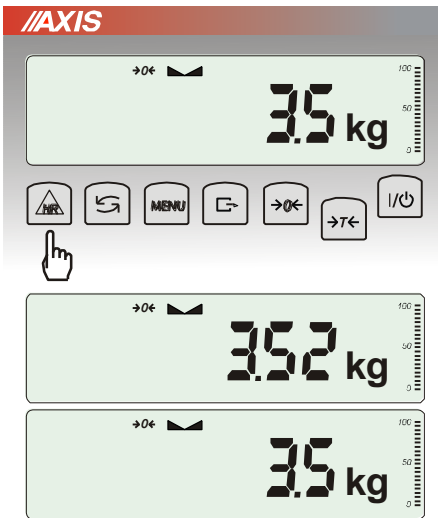 //AXIS
→0← 100
3.5 kg 50
0
HR MENU →0← →T← I/⏻
→0← 100
3.52 kg 50
0
→0← 100
3.5 kg 50
0